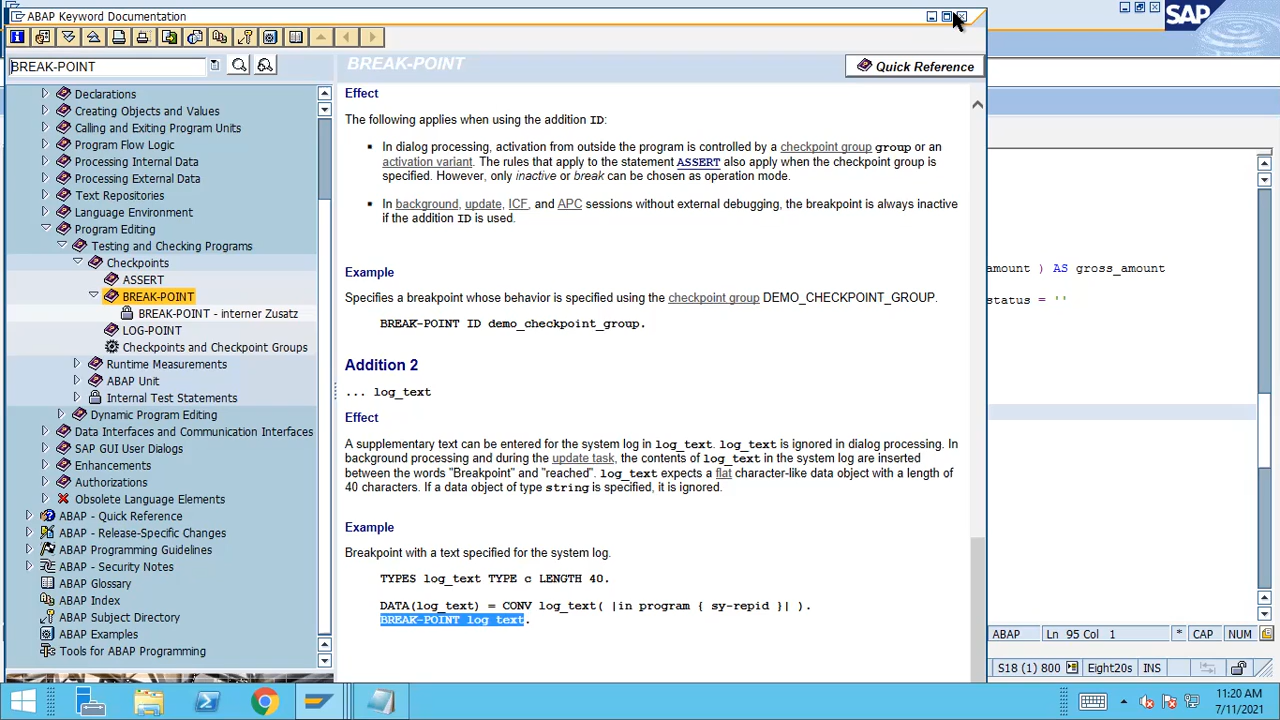 ABAP Keyword Documentation
SAP
BREAK-POINT
BREAK-POINT
Quick Reference
Declarations
Creating Objects and Values
Calling and Exiting Program Units
Program Flow Logic
Processing Internal Data
Processing External Data
Text Repositories
Language Environment
Program Editing
Testing and Checking Programs
Checkpoints
ASSERT
BREAK-POINT
BREAK-POINT - interner Zusatz
LOG-POINT
Checkpoints and Checkpoint Groups
Runtime Measurements
ABAP Unit
Internal Test Statements
Dynamic Program Editing
Data Interfaces and Communication Interfaces
SAP GUI User Dialogs
Enhancements
Authorizations
Obsolete Language Elements
ABAP - Quick Reference
ABAP - Release-Specific Changes
ABAP Programming Guidelines
ABAP - Security Notes
ABAP Glossary
ABAP Index
ABAP Subject Directory
ABAP Examples
Tools for ABAP Programming
Effect
The following applies when using the addition ID:
In dialog processing, activation from outside the program is controlled by a checkpoint group group or an
activation variant. The rules that apply to the statement ASSERT also apply when the checkpoint group is
specified. However, only inactive or break can be chosen as operation mode.
In background, update, ICF, and APC sessions without external debugging, the breakpoint is always inactive
if the addition ID is used.
Example
Specifies a breakpoint whose behavior is specified using the checkpoint group DEMO_CHECKPOINT_GROUP.
BREAK-POINT ID demo_checkpoint_group.
Addition 2
... log_text
Effect
A supplementary text can be entered for the system log in log_text. log_text is ignored in dialog processing. In
background processing and during the update task, the contents of log_text in the system log are inserted
between the words "Breakpoint" and "reached". log_text expects a flat character-like data object with a length of
40 characters. If a data object of type string is specified, it is ignored.
Example
Breakpoint with a text specified for the system log.
TYPES log_text TYPE c LENGTH 40.
DATA(log_text) = CONV log_text( |in program { sy-repid }| ).
BREAK-POINT log_text.
amount ) AS gross_amount
status = ''
ABAP Ln 95 Col 1 * CAP NUM
S18 (1) 800 Eight20s INS
11:20 AM
7/11/2021